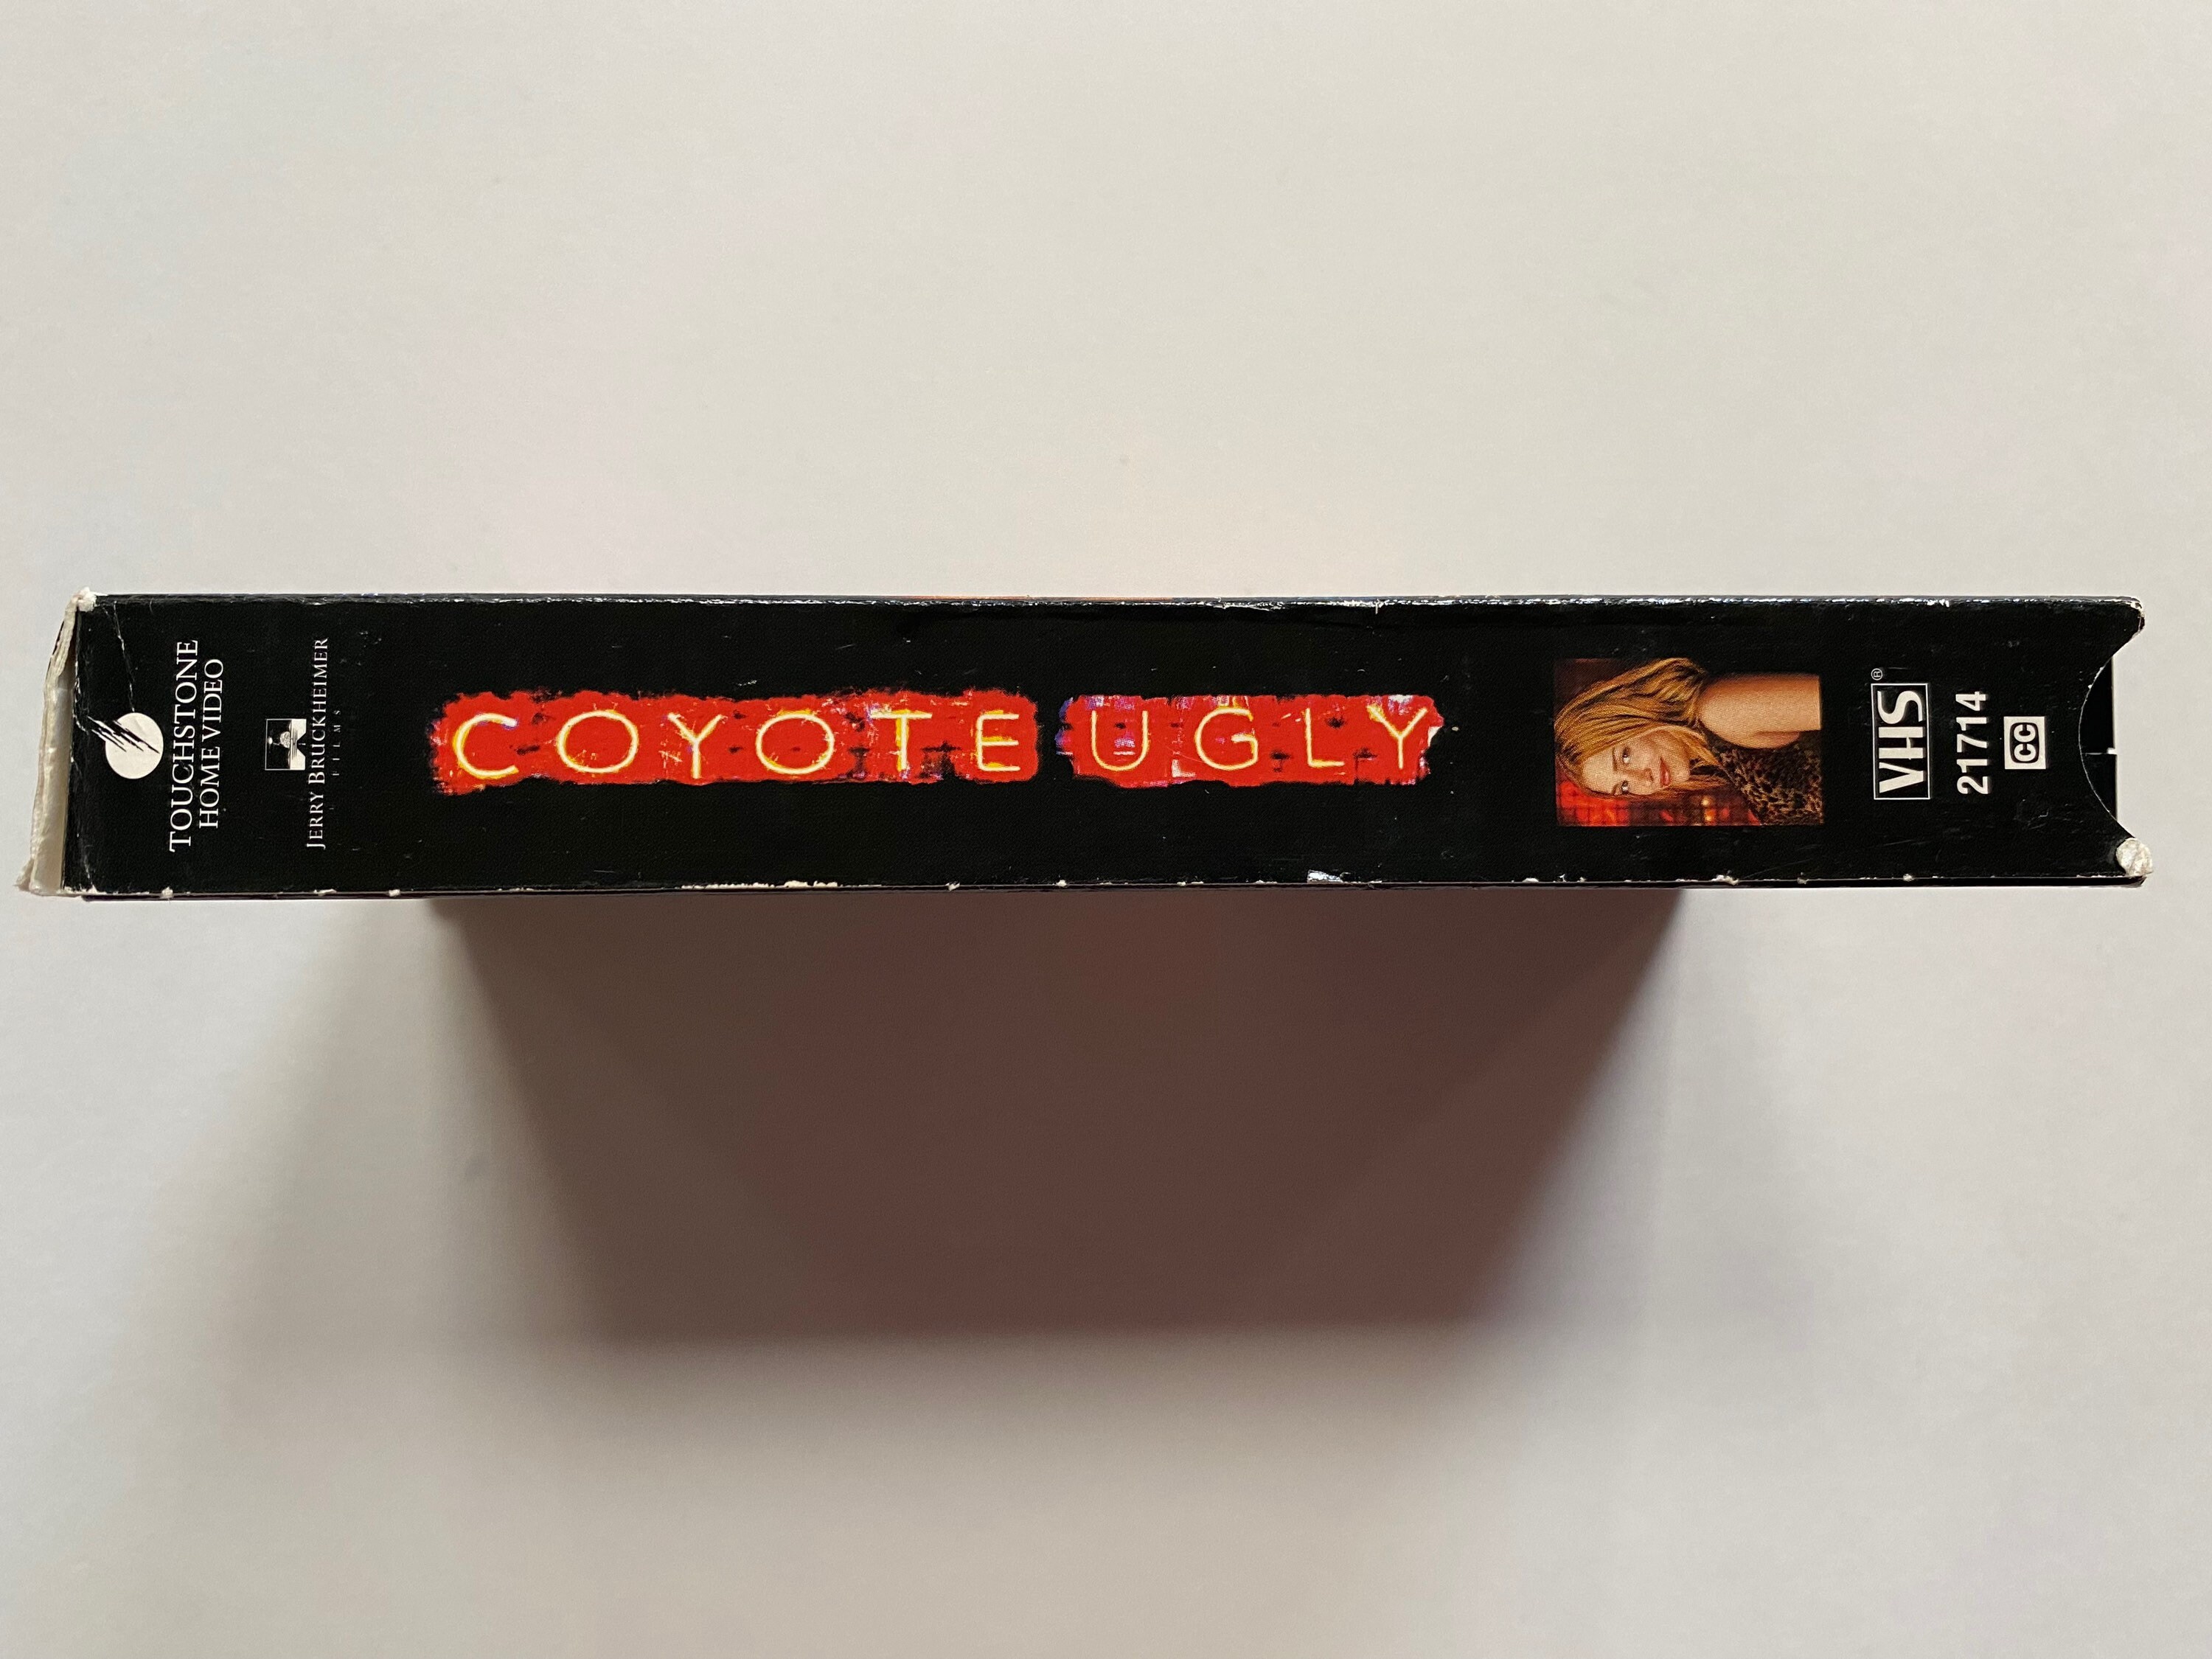 TOUCHSTONE
HOME VIDEO
JERRY BRUCKHEIMER
FILMS
COYOTE UGLY
VHS®
21714
CC